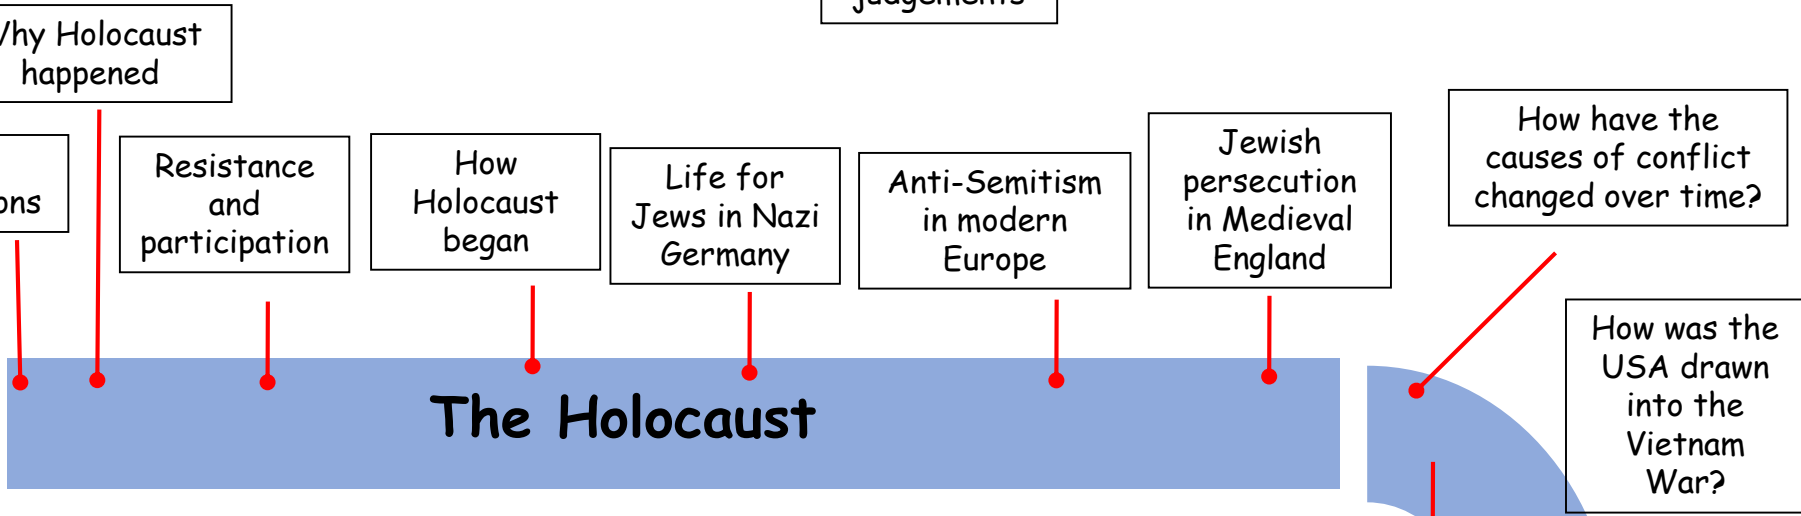 judgements
Why Holocaust
happened
Resistance
and
participation
How
Holocaust
began
Life for
Jews in Nazi
Germany
Anti-Semitism
in modern
Europe
Jewish
persecution
in Medieval
England
How have the
causes of conflict
changed over time?
How was the
USA drawn
into the
Vietnam
War?
The Holocaust